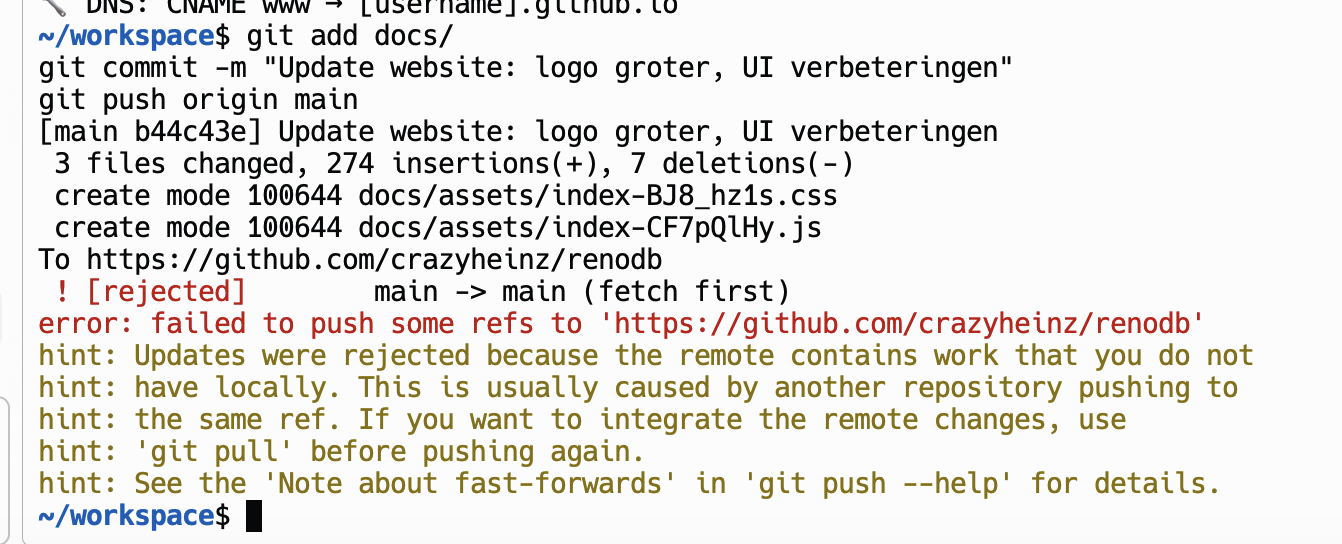 DNS: CNAME www → [username].github.io
~/workspace$ git add docs/
git commit -m "Update website: logo groter, UI verbeteringen"
git push origin main
[main b44c43e] Update website: logo groter, UI verbeteringen
 3 files changed, 274 insertions(+), 7 deletions(-)
 create mode 100644 docs/assets/index-BJ8_hz1s.css
 create mode 100644 docs/assets/index-CF7pQlHy.js
To https://github.com/crazyheinz/renodb
 ! [rejected]        main -> main (fetch first)
error: failed to push some refs to 'https://github.com/crazyheinz/renodb'
hint: Updates were rejected because the remote contains work that you do not
hint: have locally. This is usually caused by another repository pushing to
hint: the same ref. If you want to integrate the remote changes, use
hint: 'git pull' before pushing again.
hint: See the 'Note about fast-forwards' in 'git push --help' for details.
~/workspace$